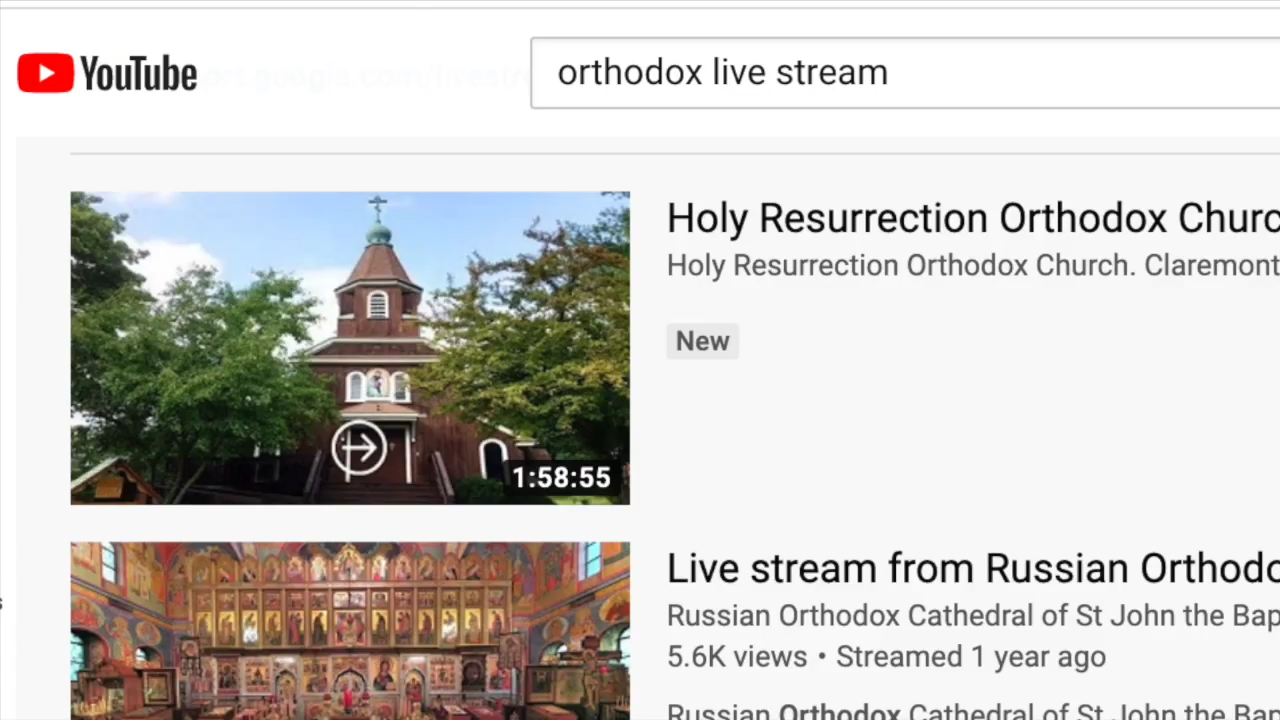 YouTube
orthodox live stream
Holy Resurrection Orthodox Churc
Holy Resurrection Orthodox Church. Claremont
New
1:58:55
Live stream from Russian Orthodo
Russian Orthodox Cathedral of St John the Bap
5.6K views • Streamed 1 year ago
Russian Orthodox Cathedral of St John the Bap